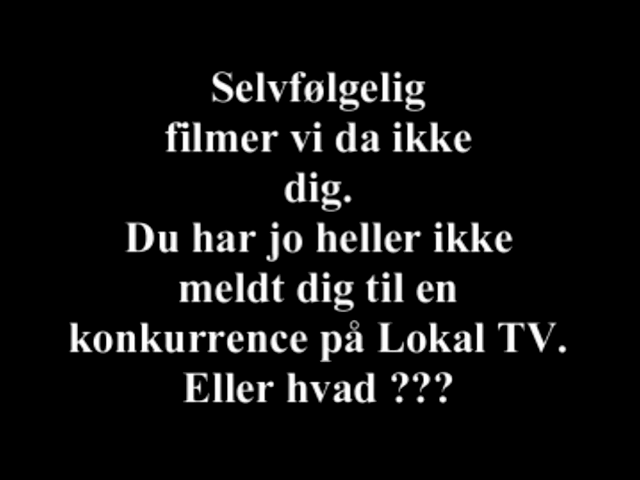 Selvfølgelig
filmer vi da ikke
dig.
Du har jo heller ikke
meldt dig til en
konkurrence på Lokal TV.
Eller hvad ???